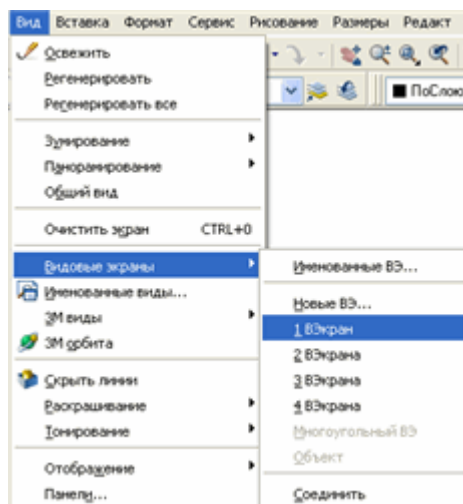 Вид Вставка Формат Сервис Рисование Размеры Редакт
Освежить
Регенерировать
Регенерировать все
ПоСлою
Зумирование
Панорамирование
Общий вид
Очистить экран CTRL+0
Видовые экраны
Именованные виды...
3М виды
3М орбита
Скрыть линии
Раскрашивание
Тонирование
Отображение
Панели...
Именованные ВЭ...
Новые ВЭ...
1 ВЭкран
2 ВЭкрана
3 ВЭкрана
4 ВЭкрана
Многоугольный ВЭ
Объект
Соединить